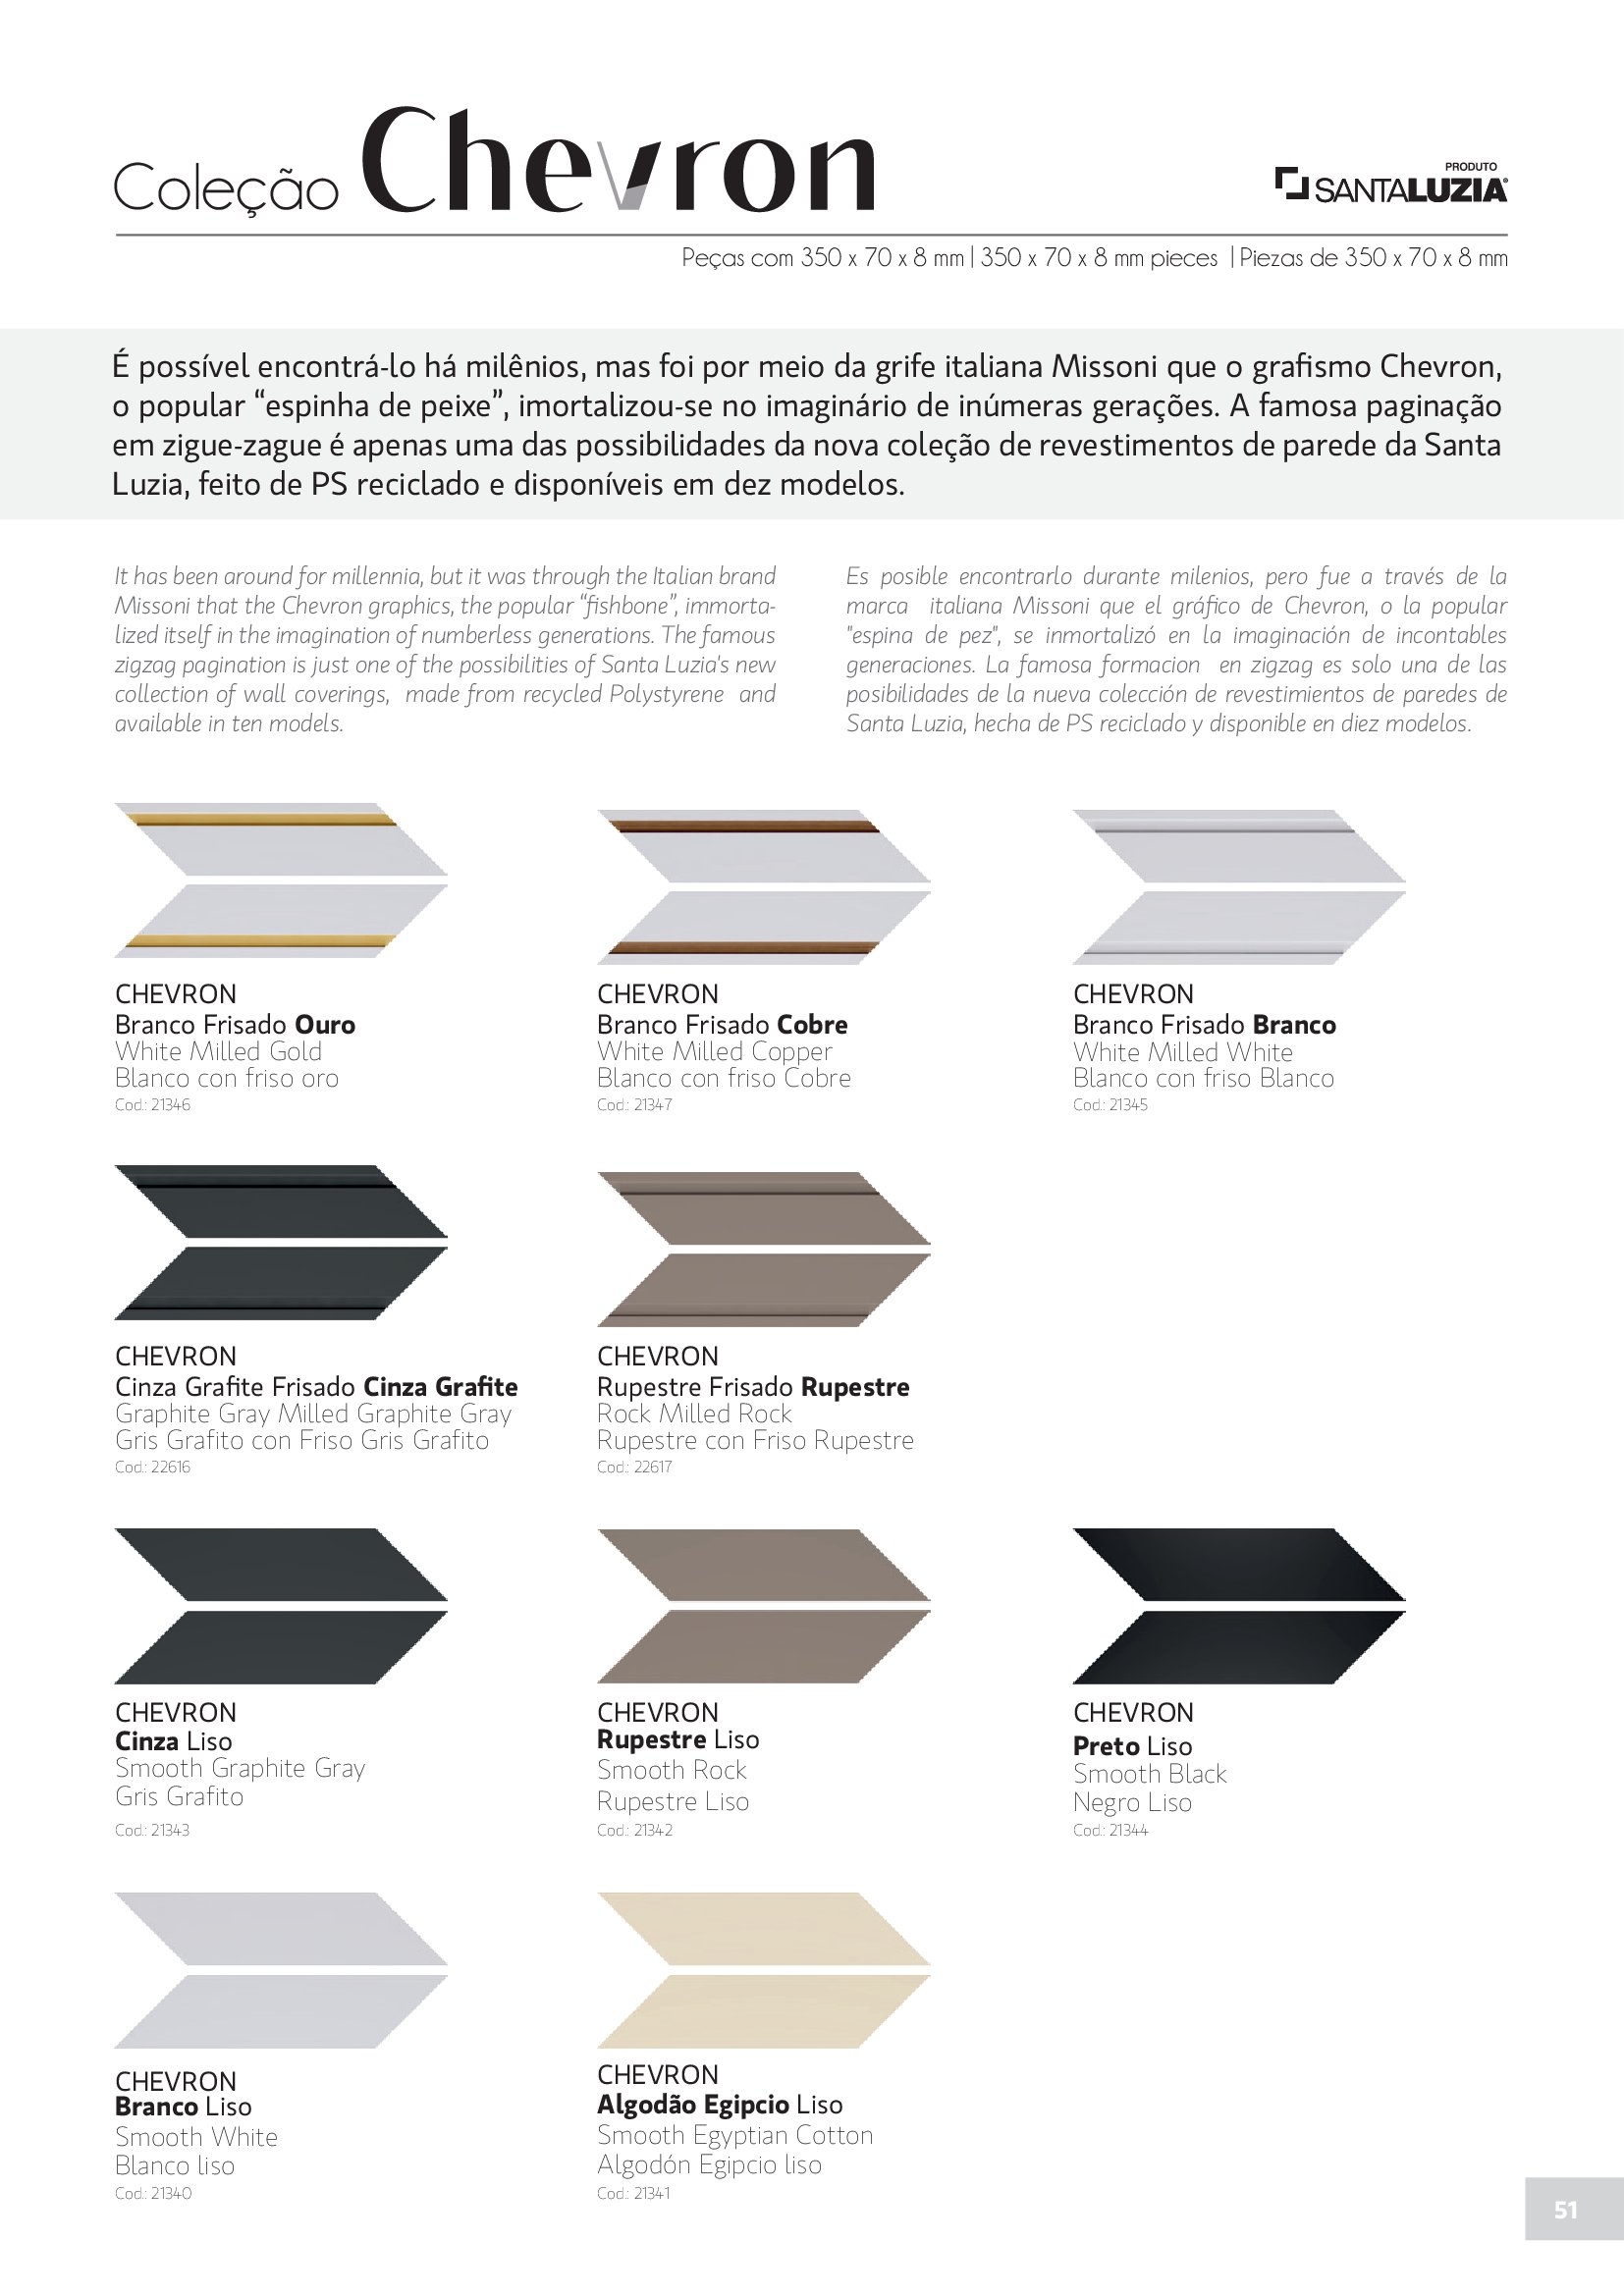 Coleção Chevron
PRODUTO
SANTALUZIA®
Peças com 350 x 70 x 8 mm | 350 x 70 x 8 mm pieces | Piezas de 350 x 70 x 8 mm
É possível encontrá-lo há milênios, mas foi por meio da grife italiana Missoni que o grafismo Chevron,
o popular “espinha de peixe”, imortalizou-se no imaginário de inúmeras gerações. A famosa paginação
em zigue-zague é apenas uma das possibilidades da nova coleção de revestimentos de parede da Santa
Luzia, feito de PS reciclado e disponíveis em dez modelos.
It has been around for millennia, but it was through the Italian brand
Missoni that the Chevron graphics, the popular “fishbone”, immorta-
lized itself in the imagination of numberless generations. The famous
zigzag pagination is just one of the possibilities of Santa Luzia's new
collection of wall coverings, made from recycled Polystyrene and
available in ten models.
Es posible encontrarlo durante milenios, pero fue a través de la
marca italiana Missoni que el gráfico de Chevron, o la popular
"espina de pez", se inmortalizó en la imaginación de incontables
generaciones. La famosa formacion en zigzag es solo una de las
posibilidades de la nueva colección de revestimientos de paredes de
Santa Luzia, hecha de PS reciclado y disponible en diez modelos.
CHEVRON
Branco Frisado Ouro
White Milled Gold
Blanco con friso oro
Cod.: 21346
CHEVRON
Branco Frisado Cobre
White Milled Copper
Blanco con friso Cobre
Cod.: 21347
CHEVRON
Branco Frisado Branco
White Milled White
Blanco con friso Blanco
Cod.: 21345
CHEVRON
Cinza Grafite Frisado Cinza Grafite
Graphite Gray Milled Graphite Gray
Gris Grafito con Friso Gris Grafito
Cod.: 22616
CHEVRON
Rupestre Frisado Rupestre
Rock Milled Rock
Rupestre con Friso Rupestre
Cod.: 22617
CHEVRON
Cinza Liso
Smooth Graphite Gray
Gris Grafito
Cod.: 21343
CHEVRON
Rupestre Liso
Smooth Rock
Rupestre Liso
Cod.: 21342
CHEVRON
Preto Liso
Smooth Black
Negro Liso
Cod.: 21344
CHEVRON
Branco Liso
Smooth White
Blanco liso
Cod.: 21340
CHEVRON
Algodão Egipcio Liso
Smooth Egyptian Cotton
Algodón Egipcio liso
Cod.: 21341
51